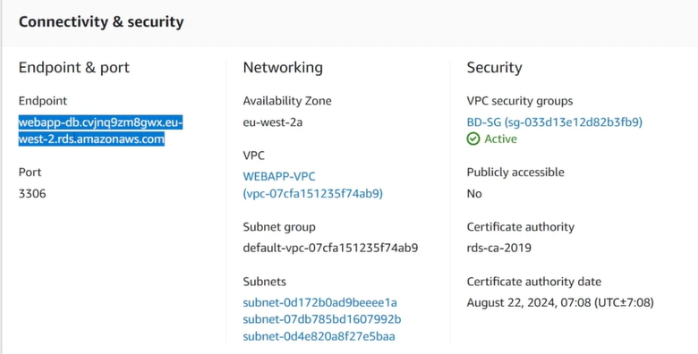 Connectivity & security
Endpoint & port
Endpoint
webapp-db.cvjnq9zm8gwx.eu-
west-2.rds.amazonaws.com
Port
3306
Networking
Availability Zone
eu-west-2a
VPC
WEBAPP-VPC
(vpc-07cfa151235f74ab9)
Subnet group
default-vpc-07cfa151235f74ab9
Subnets
subnet-0d172b0ad9beeee1a
subnet-07db785bd1607992b
subnet-0d4e820a8f27e5baa
Security
VPC security groups
BD-SG (sg-033d13e12d82b3fb9)
Active
Publicly accessible
No
Certificate authority
rds-ca-2019
Certificate authority date
August 22, 2024, 07:08 (UTC±7:08)